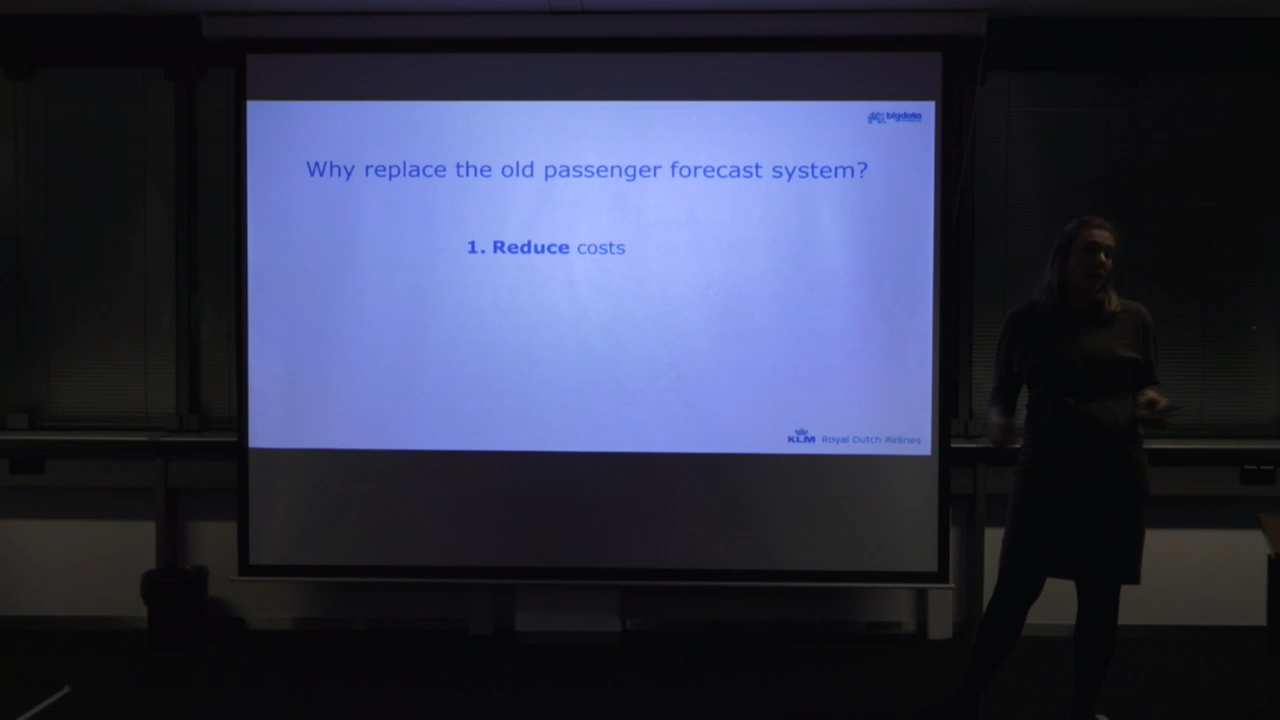 bigdata
Why replace the old passenger forecast system?
1. Reduce costs
KLM Royal Dutch Airlines